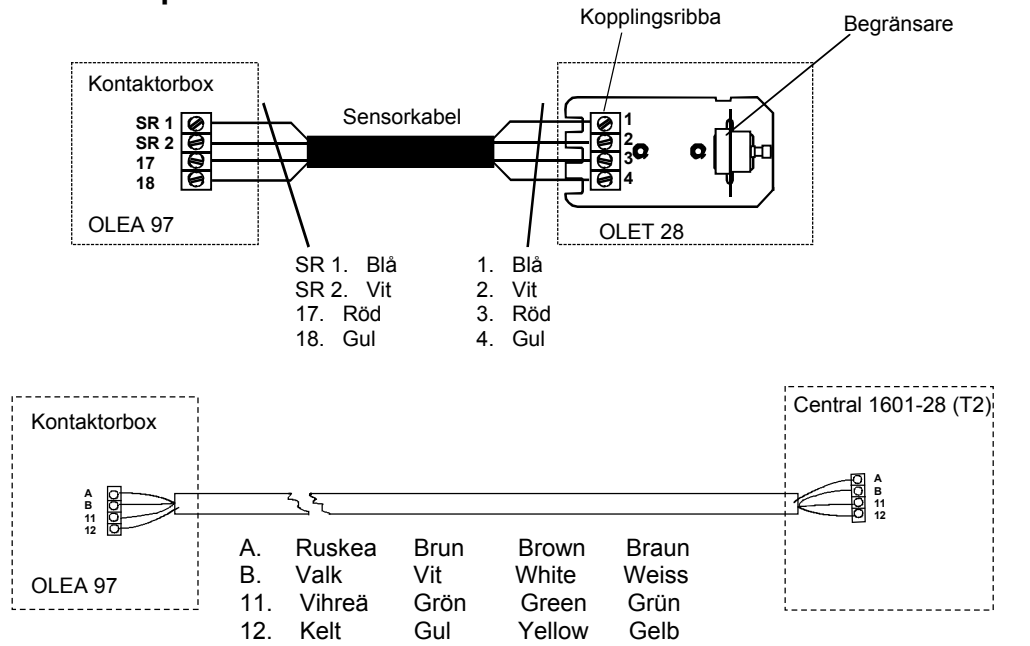 Kopplingsribba
Begränsare
Kontaktorbox
Sensorkabel
SR 1
SR 2
17
18
1
2
3
4
OLEA 97
OLET 28
SR 1. Blå
SR 2. Vit
17. Röd
18. Gul
1. Blå
2. Vit
3. Röd
4. Gul
Kontaktorbox
Central 1601-28 (T2)
A
B
11
12
A
B
11
12
OLEA 97
A. Ruskea Brun Brown Braun
B. Valk Vit White Weiss
11. Vihreä Grön Green Grün
12. Kelt Gul Yellow Gelb